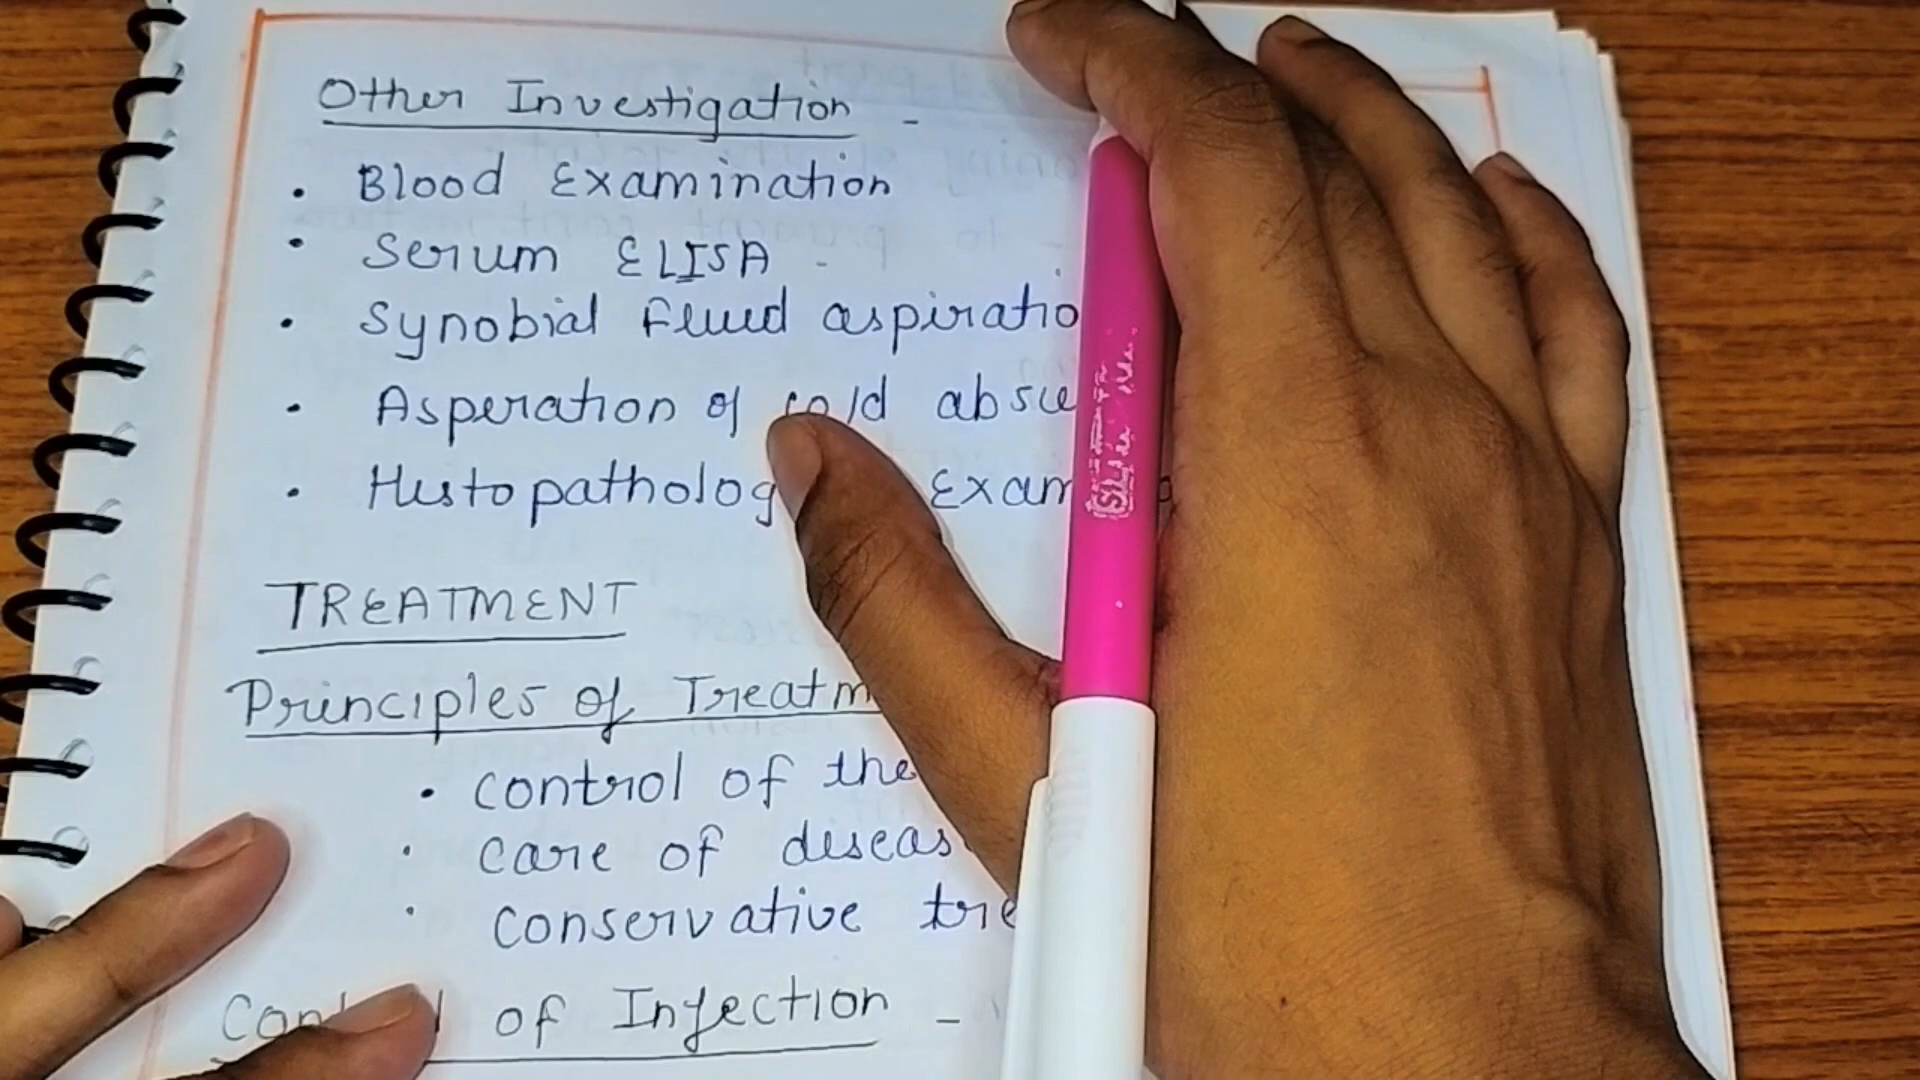 Other Investigation -
• Blood Examination
• Serum ELISA -
• Synobial fluid aspiratio
• Asperation of cold absce
• Histopatholog Exam
TREATMENT
Principles of Treatm
• control of the
• care of diseas
• conservative tre
of Infection -